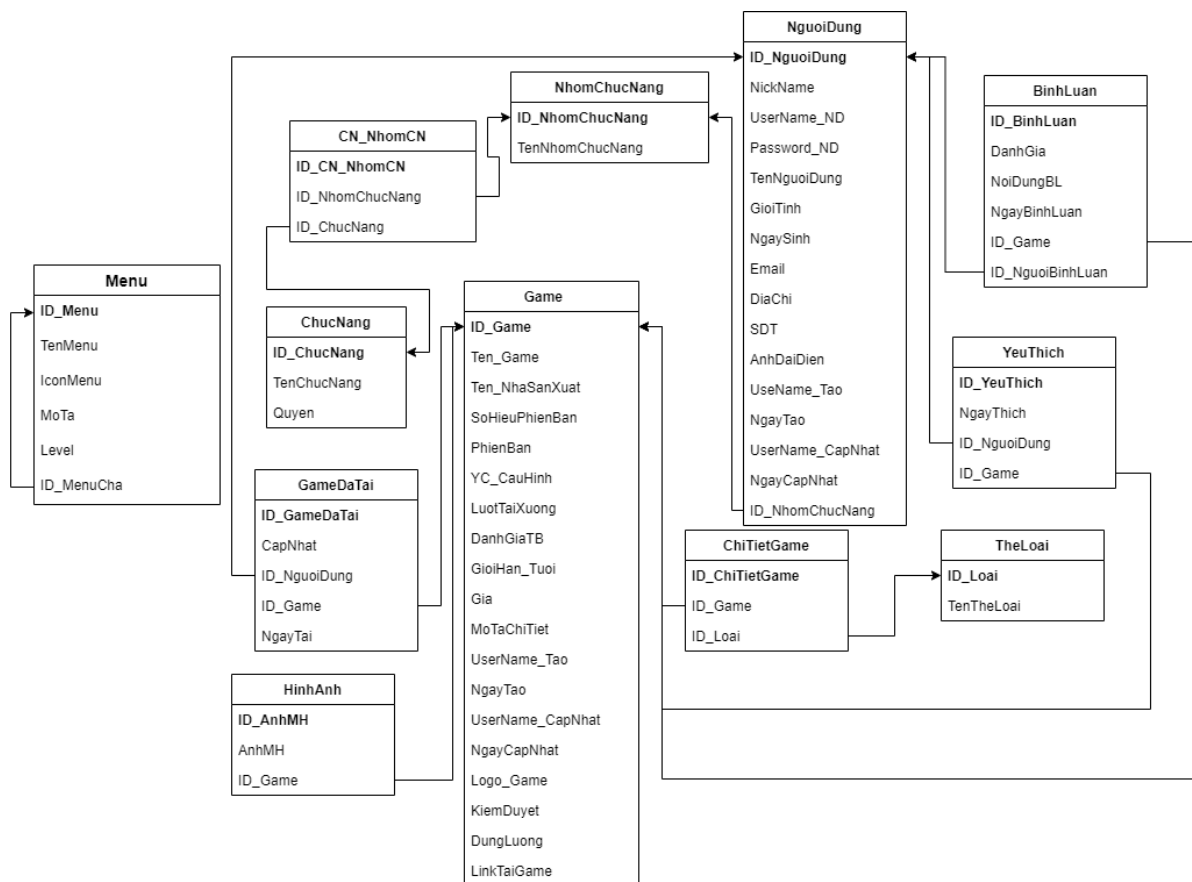 NguoiDung
ID_NguoiDung
NickName
UserName_ND
Password_ND
TenNguoiDung
GioiTinh
NgaySinh
Email
DiaChi
SDT
AnhDaiDien
UseName_Tao
NgayTao
UserName_CapNhat
NgayCapNhat
ID_NhomChucNang
NhomChucNang
ID_NhomChucNang
TenNhomChucNang
BinhLuan
ID_BinhLuan
DanhGia
NoiDungBL
NgayBinhLuan
ID_Game
ID_NguoiBinhLuan
CN_NhomCN
ID_CN_NhomCN
ID_NhomChucNang
ID_ChucNang
Menu
ID_Menu
TenMenu
IconMenu
MoTa
Level
ID_MenuCha
ChucNang
ID_ChucNang
TenChucNang
Quyen
Game
ID_Game
Ten_Game
Ten_NhaSanXuat
SoHieuPhienBan
PhienBan
YC_CauHinh
LuotTaiXuong
DanhGiaTB
GioiHan_Tuoi
Gia
MoTaChiTiet
UserName_Tao
NgayTao
UserName_CapNhat
NgayCapNhat
Logo_Game
KiemDuyet
DungLuong
LinkTaiGame
YeuThich
ID_YeuThich
NgayThich
ID_NguoiDung
ID_Game
GameDaTai
ID_GameDaTai
CapNhat
ID_NguoiDung
ID_Game
NgayTai
ChiTietGame
ID_ChiTietGame
ID_Game
ID_Loai
TheLoai
ID_Loai
TenTheLoai
HinhAnh
ID_AnhMH
AnhMH
ID_Game